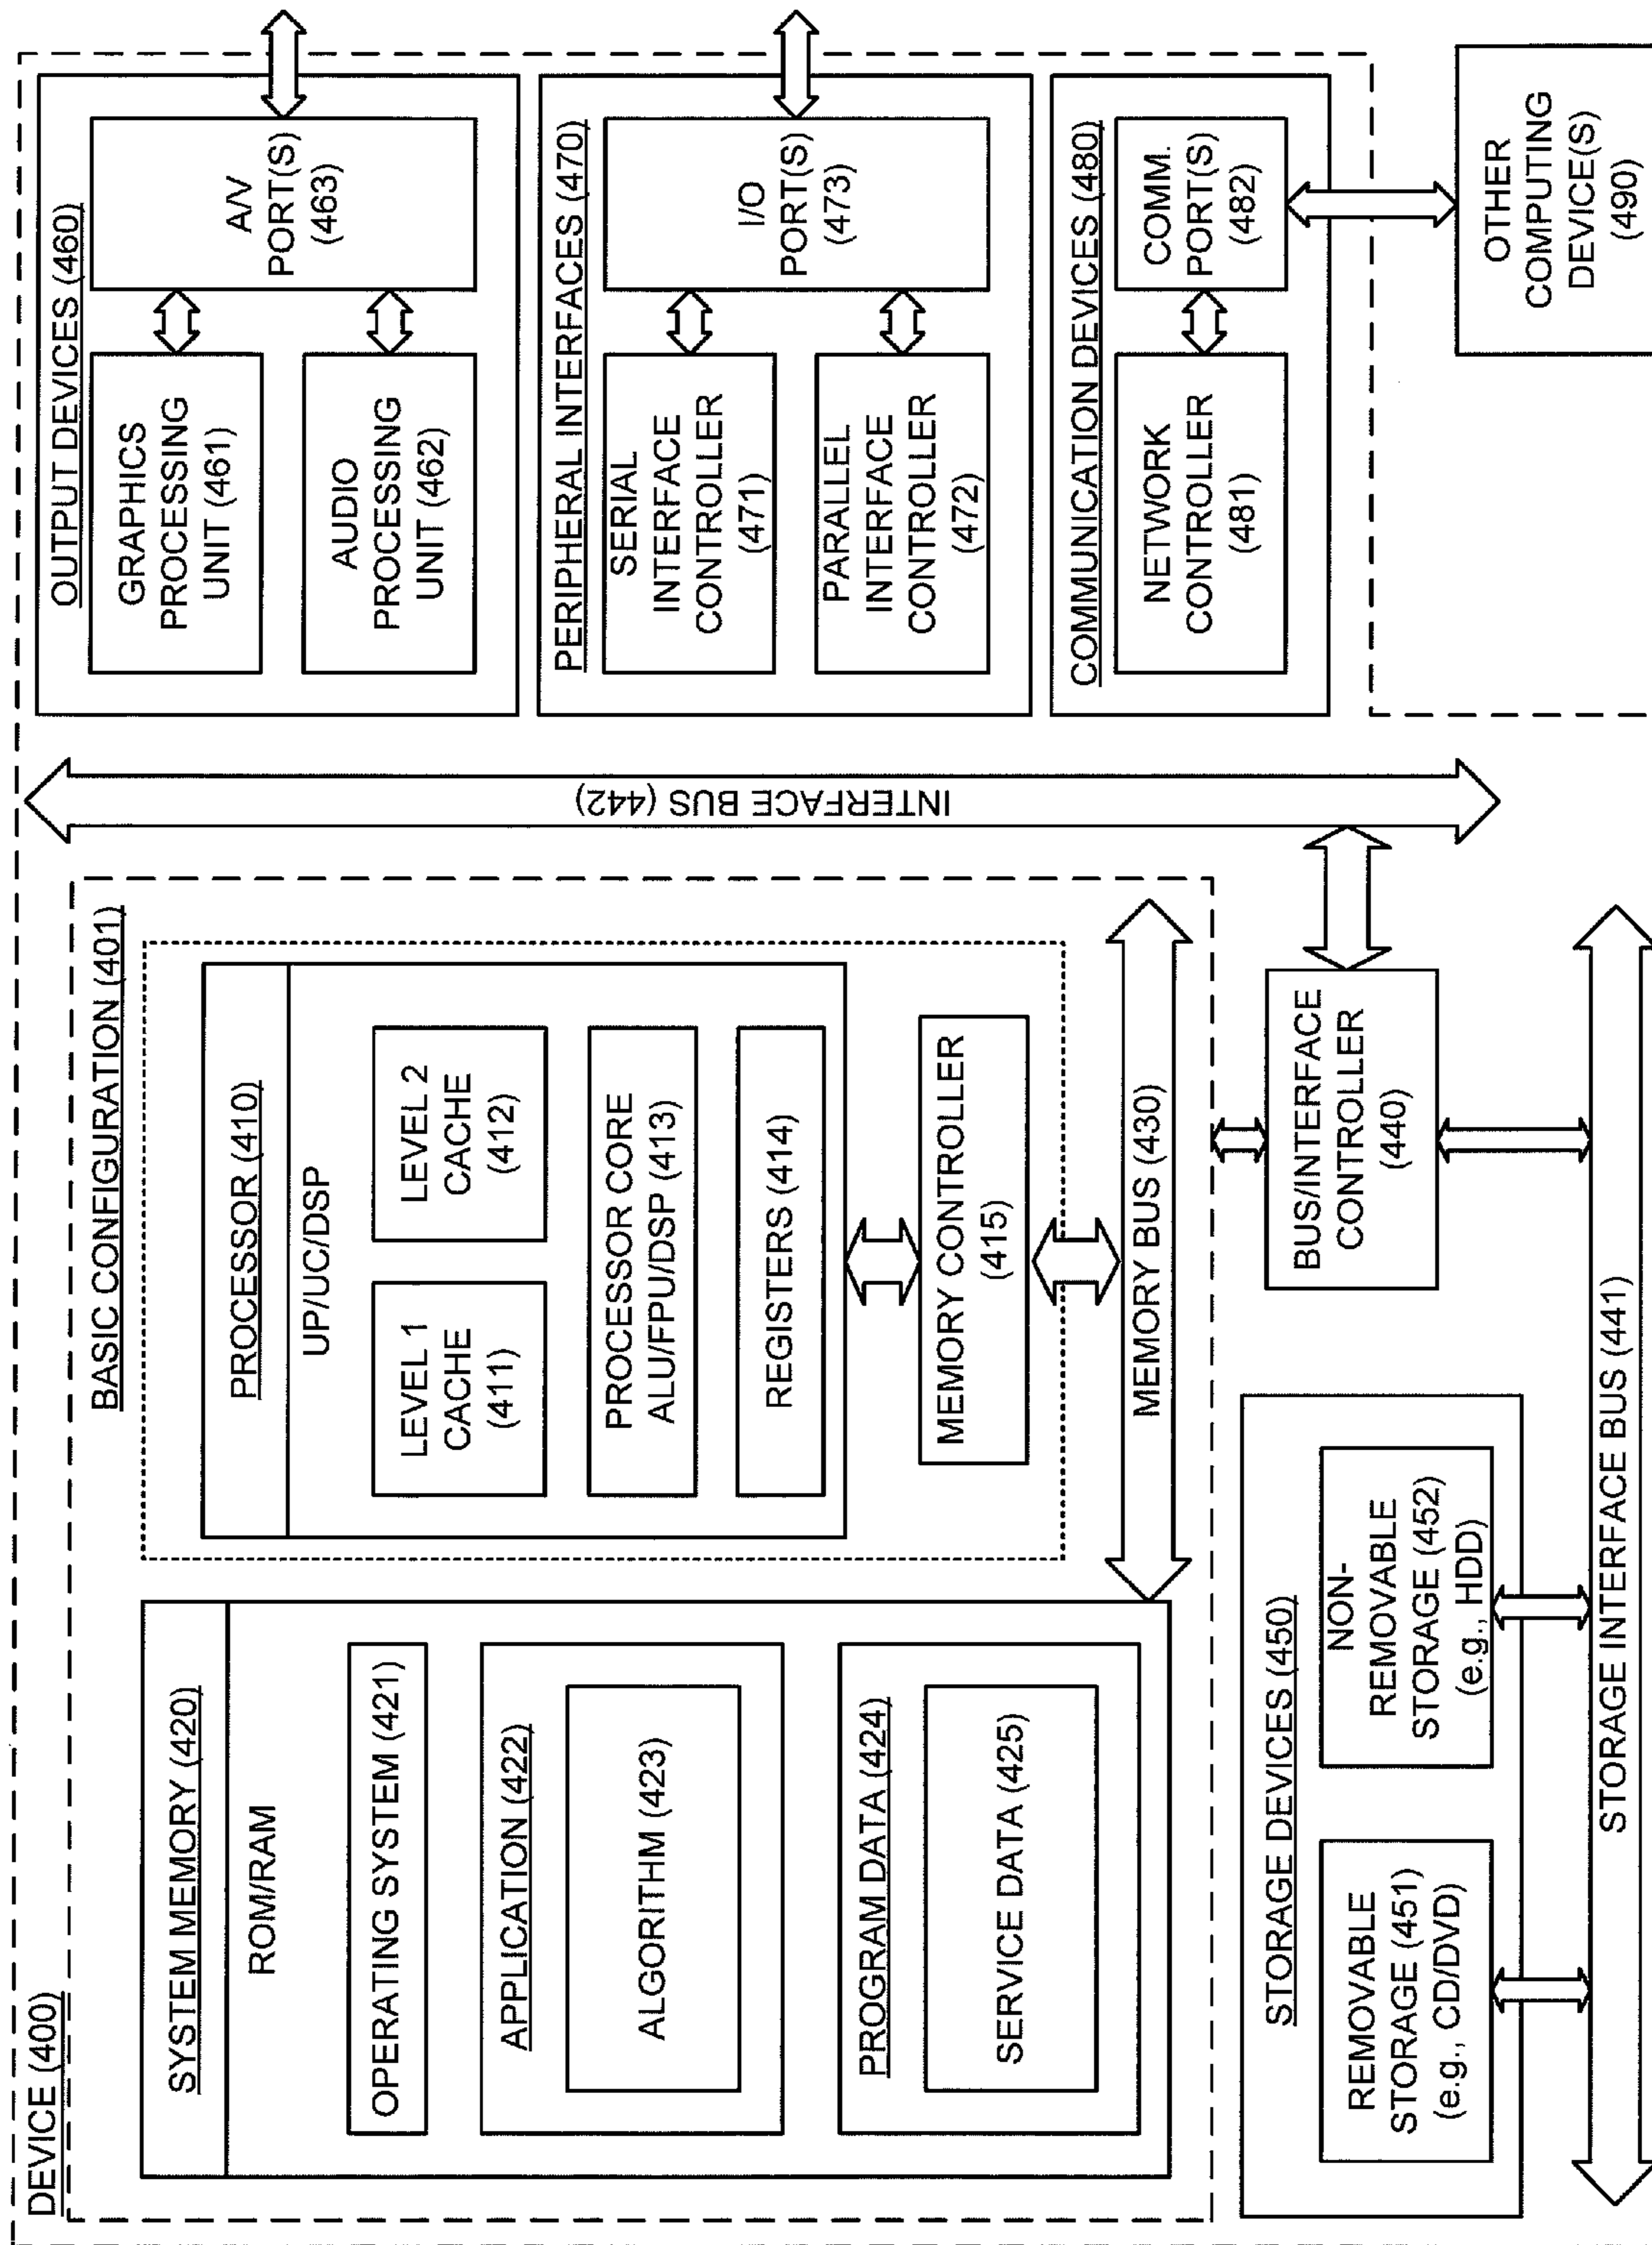 DEVICE (400)
BASIC CONFIGURATION (401)
SYSTEM MEMORY (420)
ROM/RAM
OPERATING SYSTEM (421)
APPLICATION (422)
ALGORITHM (423)
PROGRAM DATA (424)
SERVICE DATA (425)
PROCESSOR (410)
UP/UC/DSP
LEVEL 1
CACHE
(411)
LEVEL 2
CACHE
(412)
PROCESSOR CORE
ALU/FPU/DSP (413)
REGISTERS (414)
MEMORY CONTROLLER
(415)
MEMORY BUS (430)
BUS/INTERFACE
CONTROLLER
(440)
STORAGE DEVICES (450)
REMOVABLE
STORAGE (451)
(e.g., CD/DVD)
NON-
REMOVABLE
STORAGE (452)
(e.g., HDD)
STORAGE INTERFACE BUS (441)
INTERFACE BUS (442)
OUTPUT DEVICES (460)
GRAPHICS
PROCESSING
UNIT (461)
AUDIO
PROCESSING
UNIT (462)
A/V
PORT(S)
(463)
PERIPHERAL INTERFACES (470)
SERIAL
INTERFACE
CONTROLLER
(471)
PARALLEL
INTERFACE
CONTROLLER
(472)
I/O
PORT(S)
(473)
COMMUNICATION DEVICES (480)
NETWORK
CONTROLLER
(481)
COMM.
PORT(S)
(482)
OTHER
COMPUTING
DEVICE(S)
(490)